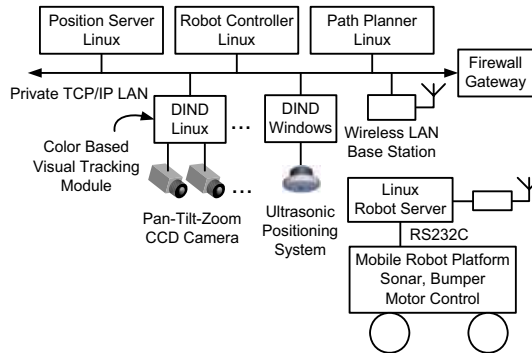 Position Server
Linux
Robot Controller
Linux
Path Planner
Linux
Firewall
Gateway
Private TCP/IP LAN
DIND
Linux
...
DIND
Windows
Wireless LAN
Base Station
Color Based
Visual Tracking
Module
...
Pan-Tilt-Zoom
CCD Camera
Ultrasonic
Positioning
System
Linux
Robot Server
RS232C
Mobile Robot Platform
Sonar, Bumper
Motor Control